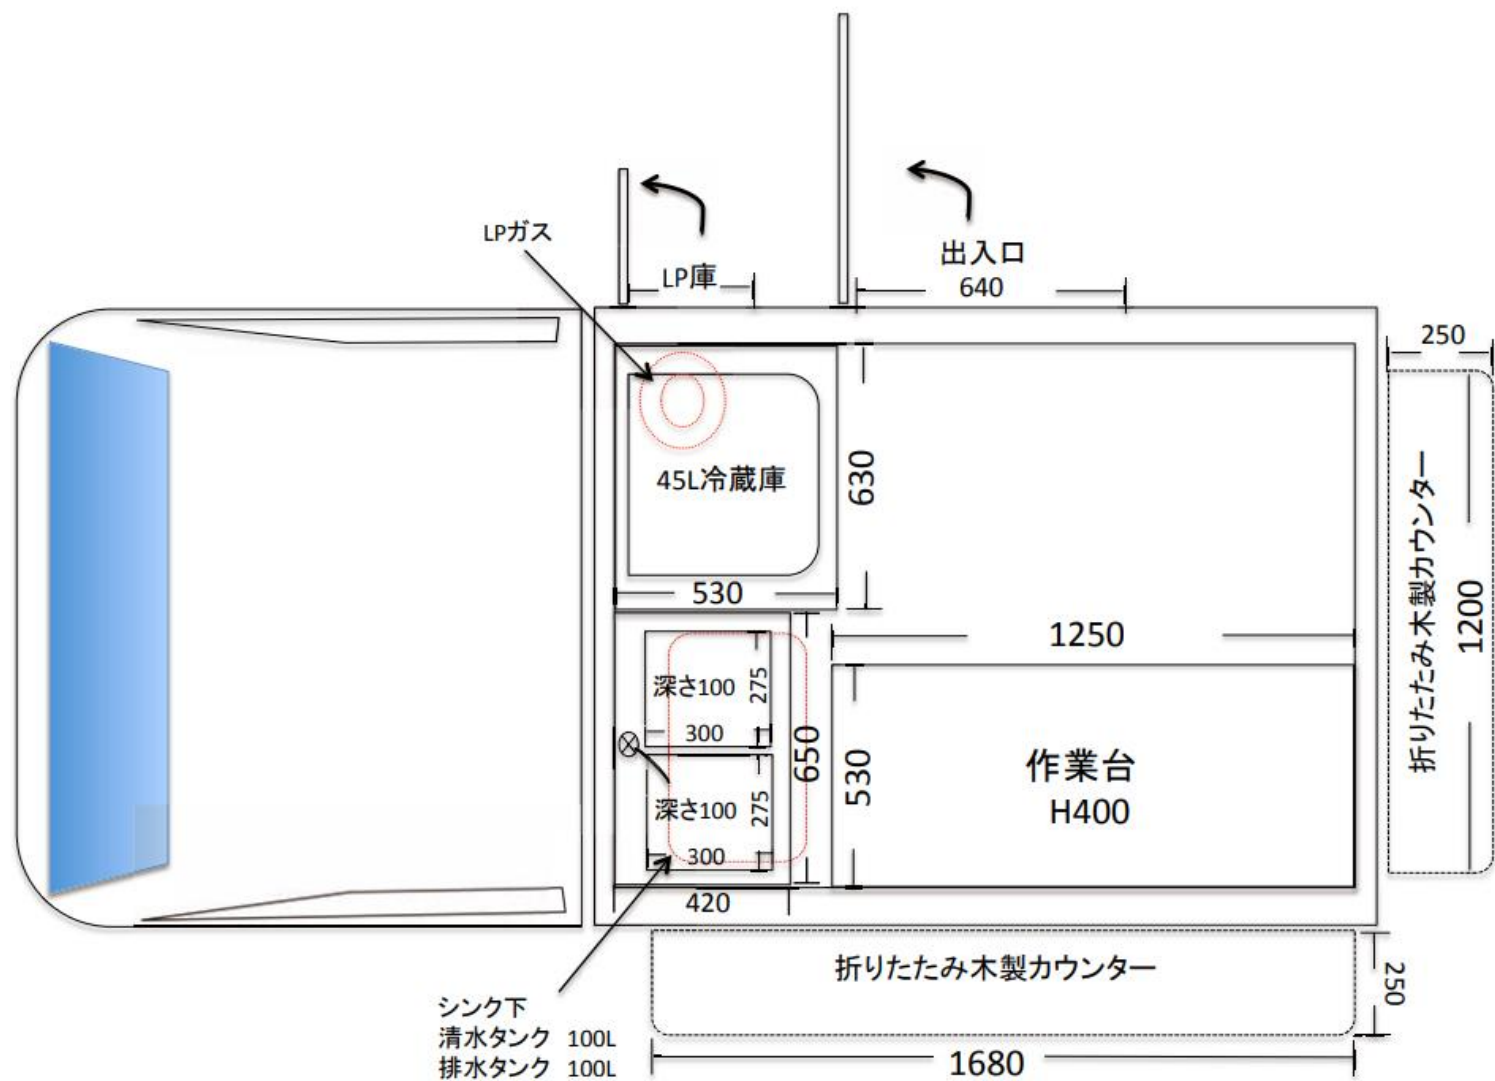 LPガス
LP庫
出入口
640
250
45L冷蔵庫
630
530
折りたたみ木製カウンター
1200
1250
深さ100
275
300
650
530
作業台
H400
深さ100
275
300
420
折りたたみ木製カウンター
250
シンク下
清水タンク 100L
排水タンク 100L
1680